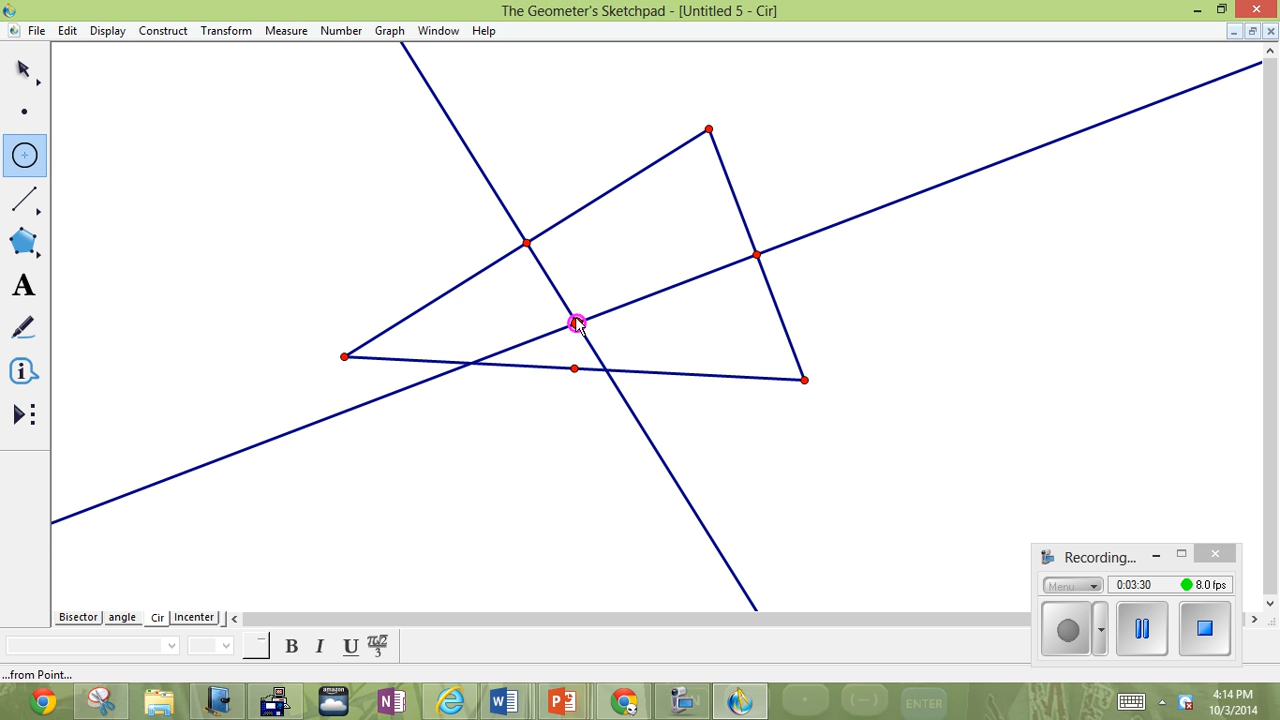 The Geometer's Sketchpad - [Untitled 5 - Cir]
File Edit Display Construct Transform Measure Number Graph Window Help
A
i
Recording...
Menu 0:03:30 8.0 fps
Bisector angle Cir Incenter
B I U
...from Point...
amazon
N W P ENTER
4:14 PM
10/3/2014